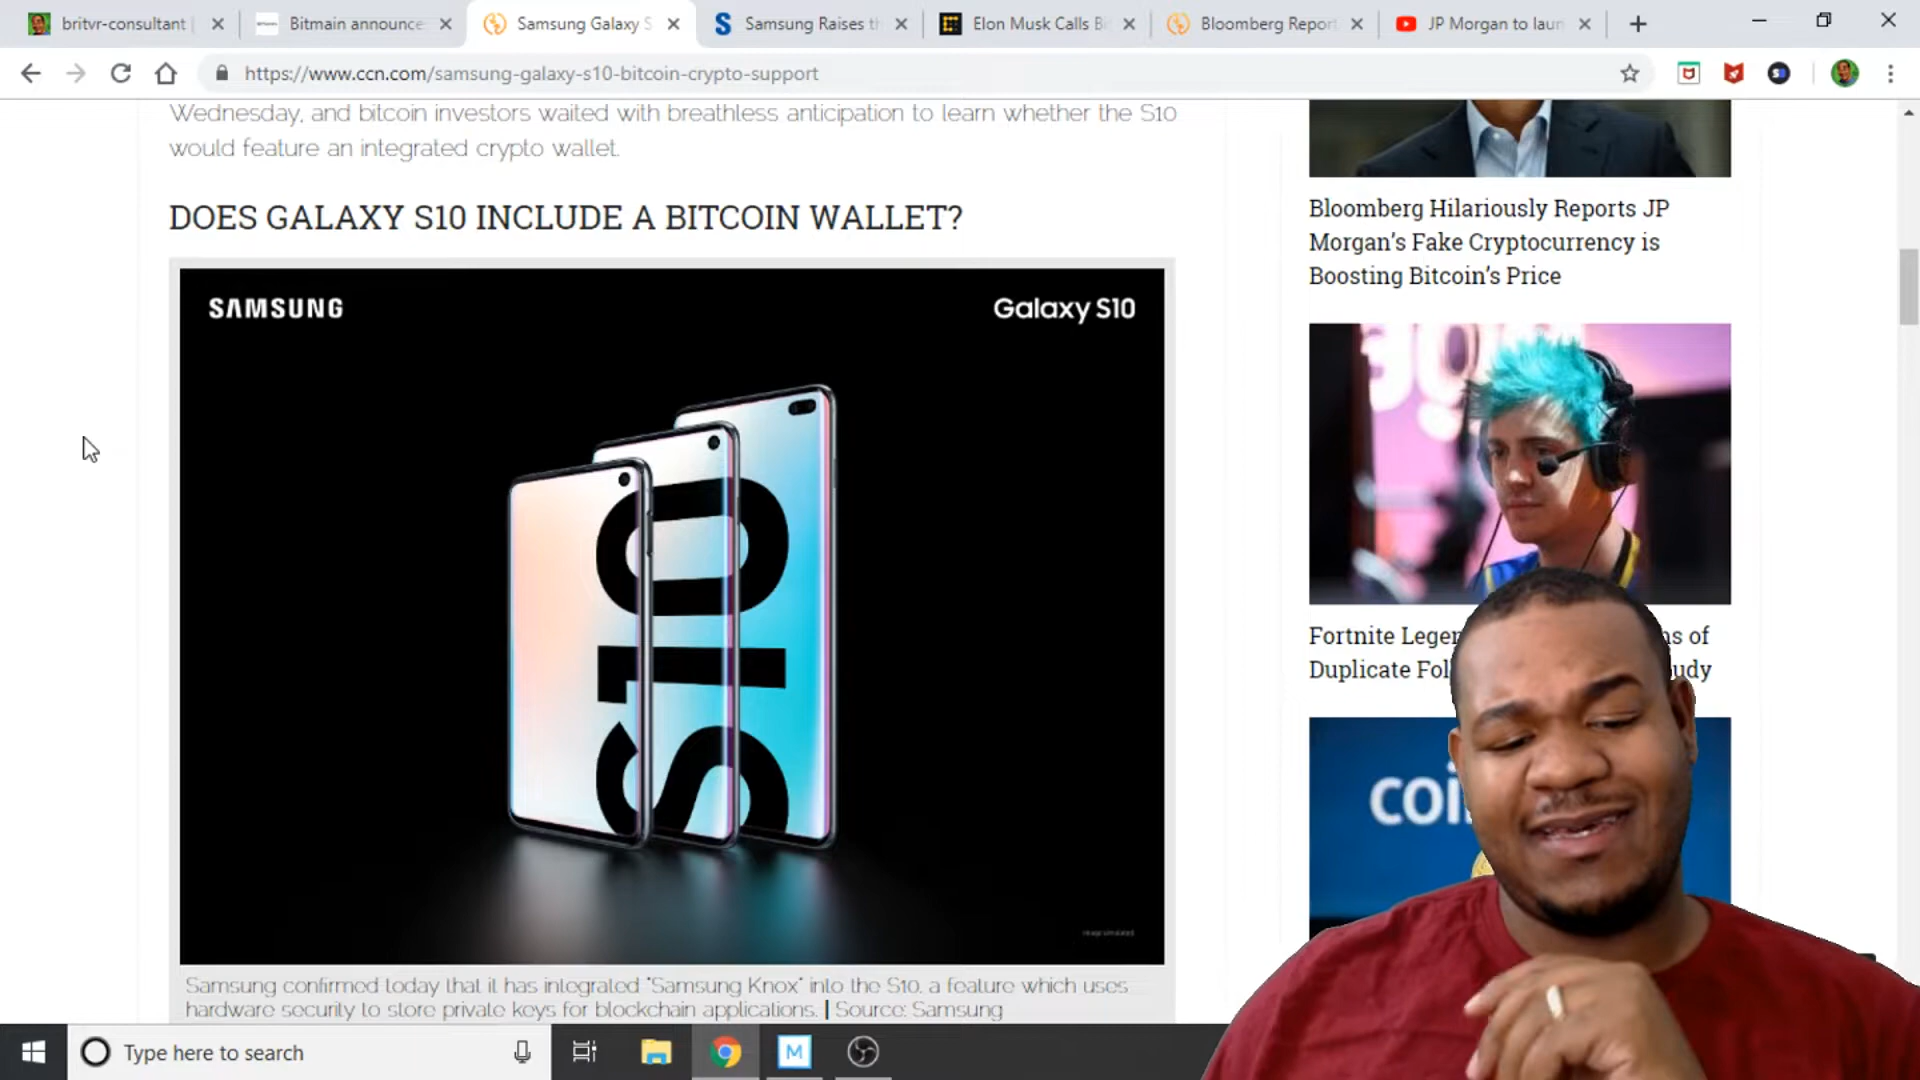 britvr-consultant
Bitmain announce
Samsung Galaxy S
Samsung Raises th
Elon Musk Calls Bi
Bloomberg Report
JP Morgan to laun
https://www.ccn.com/samsung-galaxy-s10-bitcoin-crypto-support
Wednesday, and bitcoin investors waited with breathless anticipation to learn whether the S10
would feature an integrated crypto wallet.
DOES GALAXY S10 INCLUDE A BITCOIN WALLET?
SAMSUNG
Galaxy S10
S10
Samsung confirmed today that it has integrated "Samsung Knox" into the S10, a feature which uses
hardware security to store private keys for blockchain applications. | Source: Samsung
Bloomberg Hilariously Reports JP
Morgan's Fake Cryptocurrency is
Boosting Bitcoin's Price
Fortnite Legen
ns of
Duplicate Fol
udy
coi
Type here to search
M